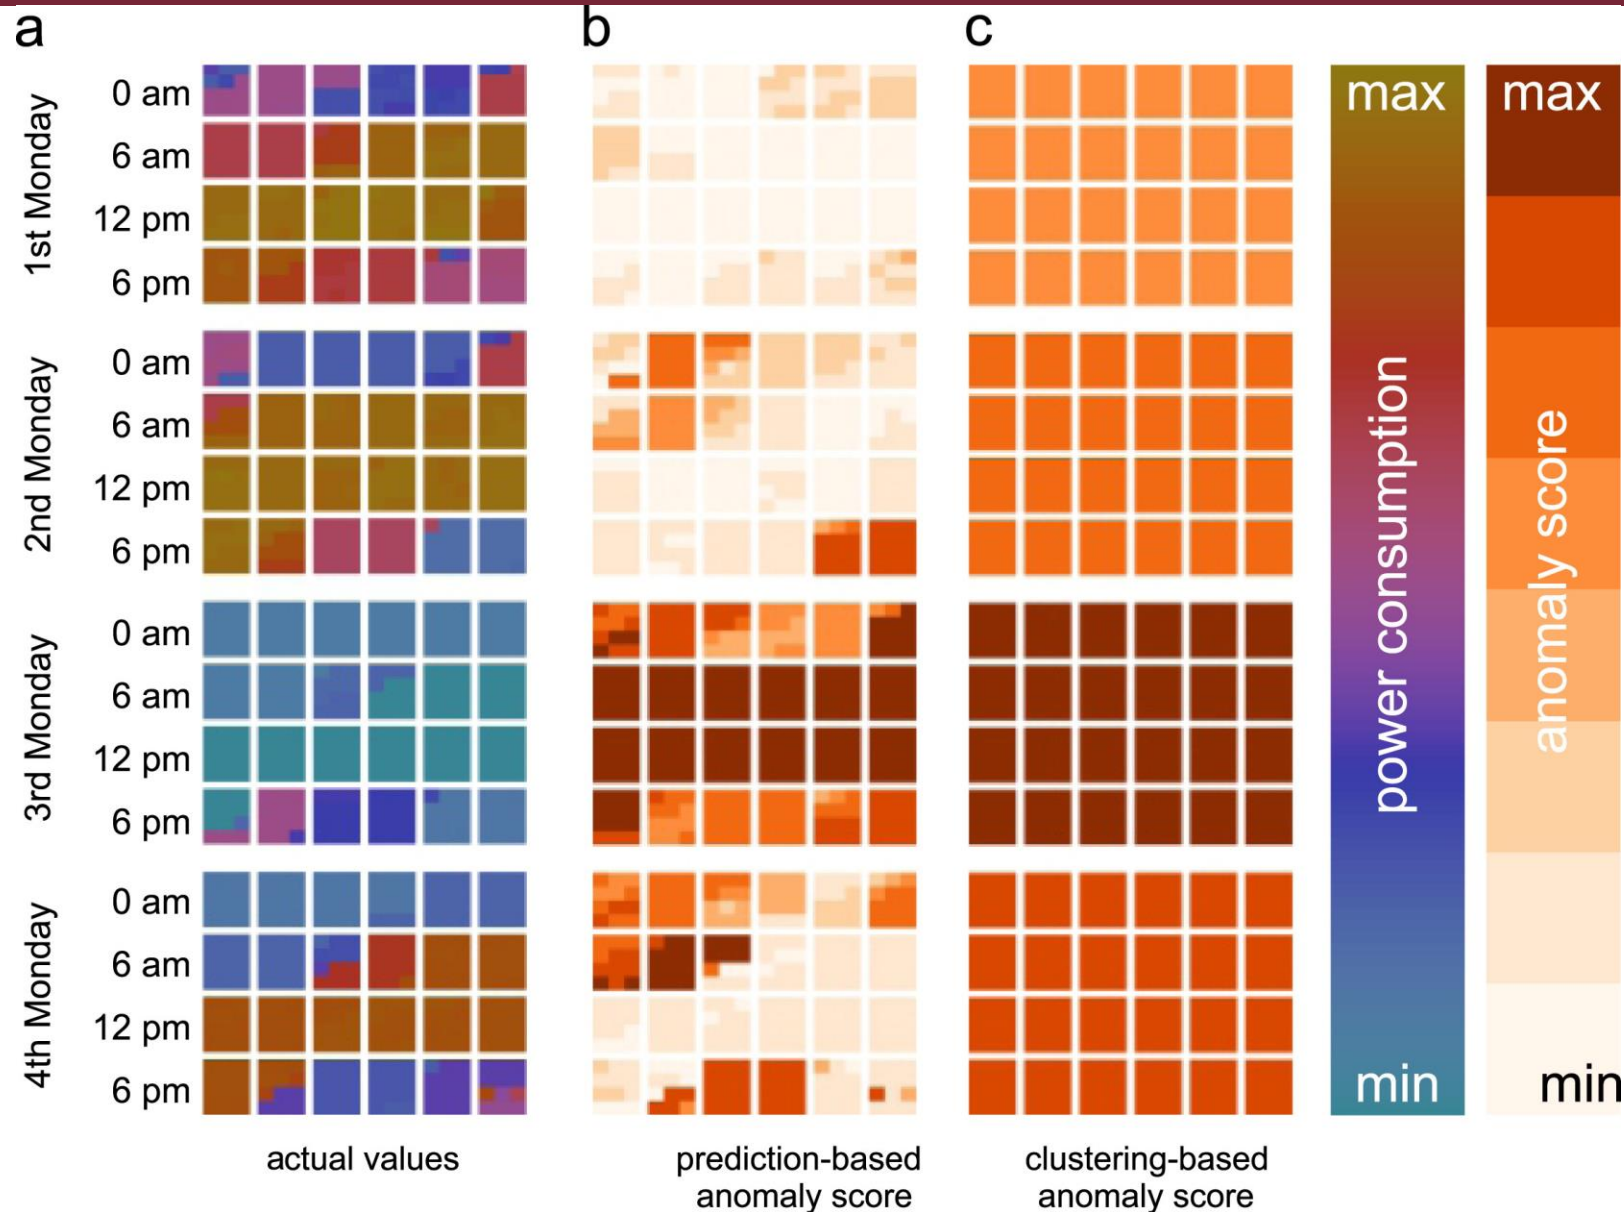 a
b
c
1st Monday
0 am
6 am
12 pm
6 pm
2nd Monday
0 am
6 am
12 pm
6 pm
3rd Monday
0 am
6 am
12 pm
6 pm
4th Monday
0 am
6 am
12 pm
6 pm
actual values
prediction-based
anomaly score
clustering-based
anomaly score
max
power consumption
min
max
anomaly score
min